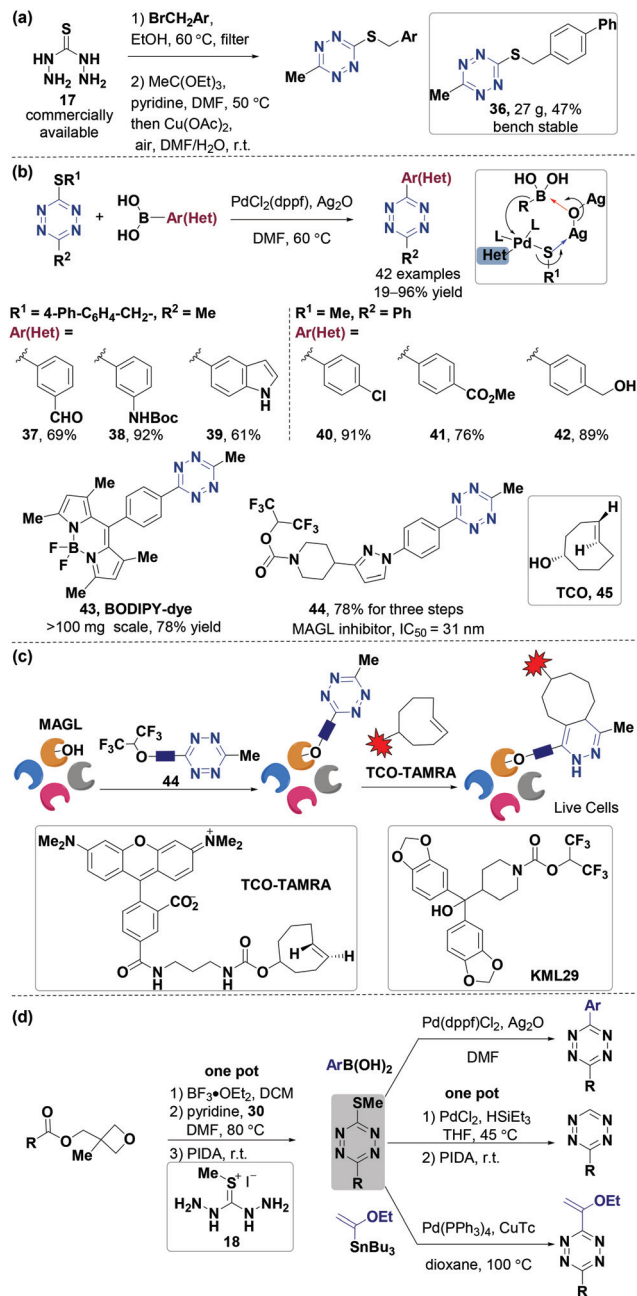 (a)
S
HN
NH
NH2
NH2
17
commercially
available
1) BrCH2Ar,
EtOH, 60 °C, filter
2) MeC(OEt)3,
pyridine, DMF, 50 °C
then Cu(OAc)2,
air, DMF/H2O, r.t.
N
N
S
Ar
N
N
Me
Ph
N
N
S
N
N
Me
36, 27 g, 47%
bench stable
(b)
SR1
N
N
N
N
R2
+
HO
B
Ar(Het)
HO
PdCl2(dppf), Ag2O
DMF, 60 °C
Ar(Het)
N
N
N
N
R2
42 examples
19–96% yield
HO
OH
B
Ag
R
O
L
L
Ag
Pd
S
Het
R1
R1 = 4-Ph-C6H4-CH2-, R2 = Me
Ar(Het) =
R1 = Me, R2 = Ph
Ar(Het) =
CHO
NHBoc
N
H
Cl
CO2Me
OH
37, 69%
38, 92%
39, 61%
40, 91%
41, 76%
42, 89%
Me
N
N
N
N
Me
Me
N
N
B
F
F
Me
Me
43, BODIPY-dye
>100 mg scale, 78% yield
Me
N
N
N
N
CF3
F3C
O
O
N
N
N
44, 78% for three steps
MAGL inhibitor, IC50 = 31 nm
H
H
HO
TCO, 45
(c)
MAGL
OH
CF3
F3C
O
N
N
N
N
Me
44
Me
N
N
N
N
O
TCO-TAMRA
Me
N
N
H
O
Live Cells
Me2N
O
+
NMe2
TCO-TAMRA
CO2-
O
N
H
N
H
O
O
H
H
O
O
O
N
O
CF3
CF3
HO
O
O
KML29
(d)
O
R
O
Me
O
one pot
1) BF3•OEt2, DCM
2) pyridine, 30
DMF, 80 °C
3) PIDA, r.t.
Me
S+ I−
H2N
N
H
N
H
NH2
18
ArB(OH)2
SMe
N
N
N
N
R
OEt
SnBu3
Pd(dppf)Cl2, Ag2O
DMF
Ar
N
N
N
N
R
one pot
1) PdCl2, HSiEt3
THF, 45 °C
2) PIDA, r.t.
N
N
N
N
R
Pd(PPh3)4, CuTc
dioxane, 100 °C
OEt
N
N
N
N
R